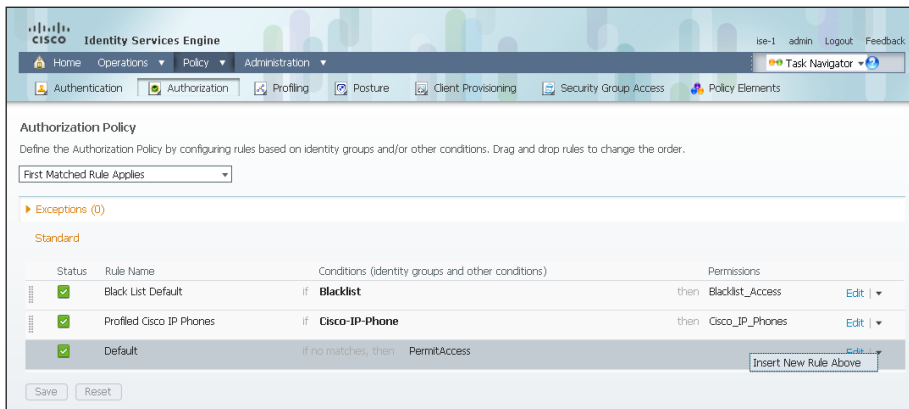 CISCO Identity Services Engine
ise-1 admin Logout Feedback
Home Operations ▼ Policy ▼ Administration ▼
Task Navigator ▼ ?
Authentication Authorization Profiling Posture Client Provisioning Security Group Access Policy Elements
Authorization Policy
Define the Authorization Policy by configuring rules based on identity groups and/or other conditions. Drag and drop rules to change the order.
First Matched Rule Applies
Exceptions (0)
Standard
Status Rule Name Conditions (identity groups and other conditions) Permissions
Black List Default if Blacklist then Blacklist_Access Edit | ▼
Profiled Cisco IP Phones if Cisco-IP-Phone then Cisco_IP_Phones Edit | ▼
Default if no matches, then PermitAccess Edit | ▼
Insert New Rule Above
Save Reset